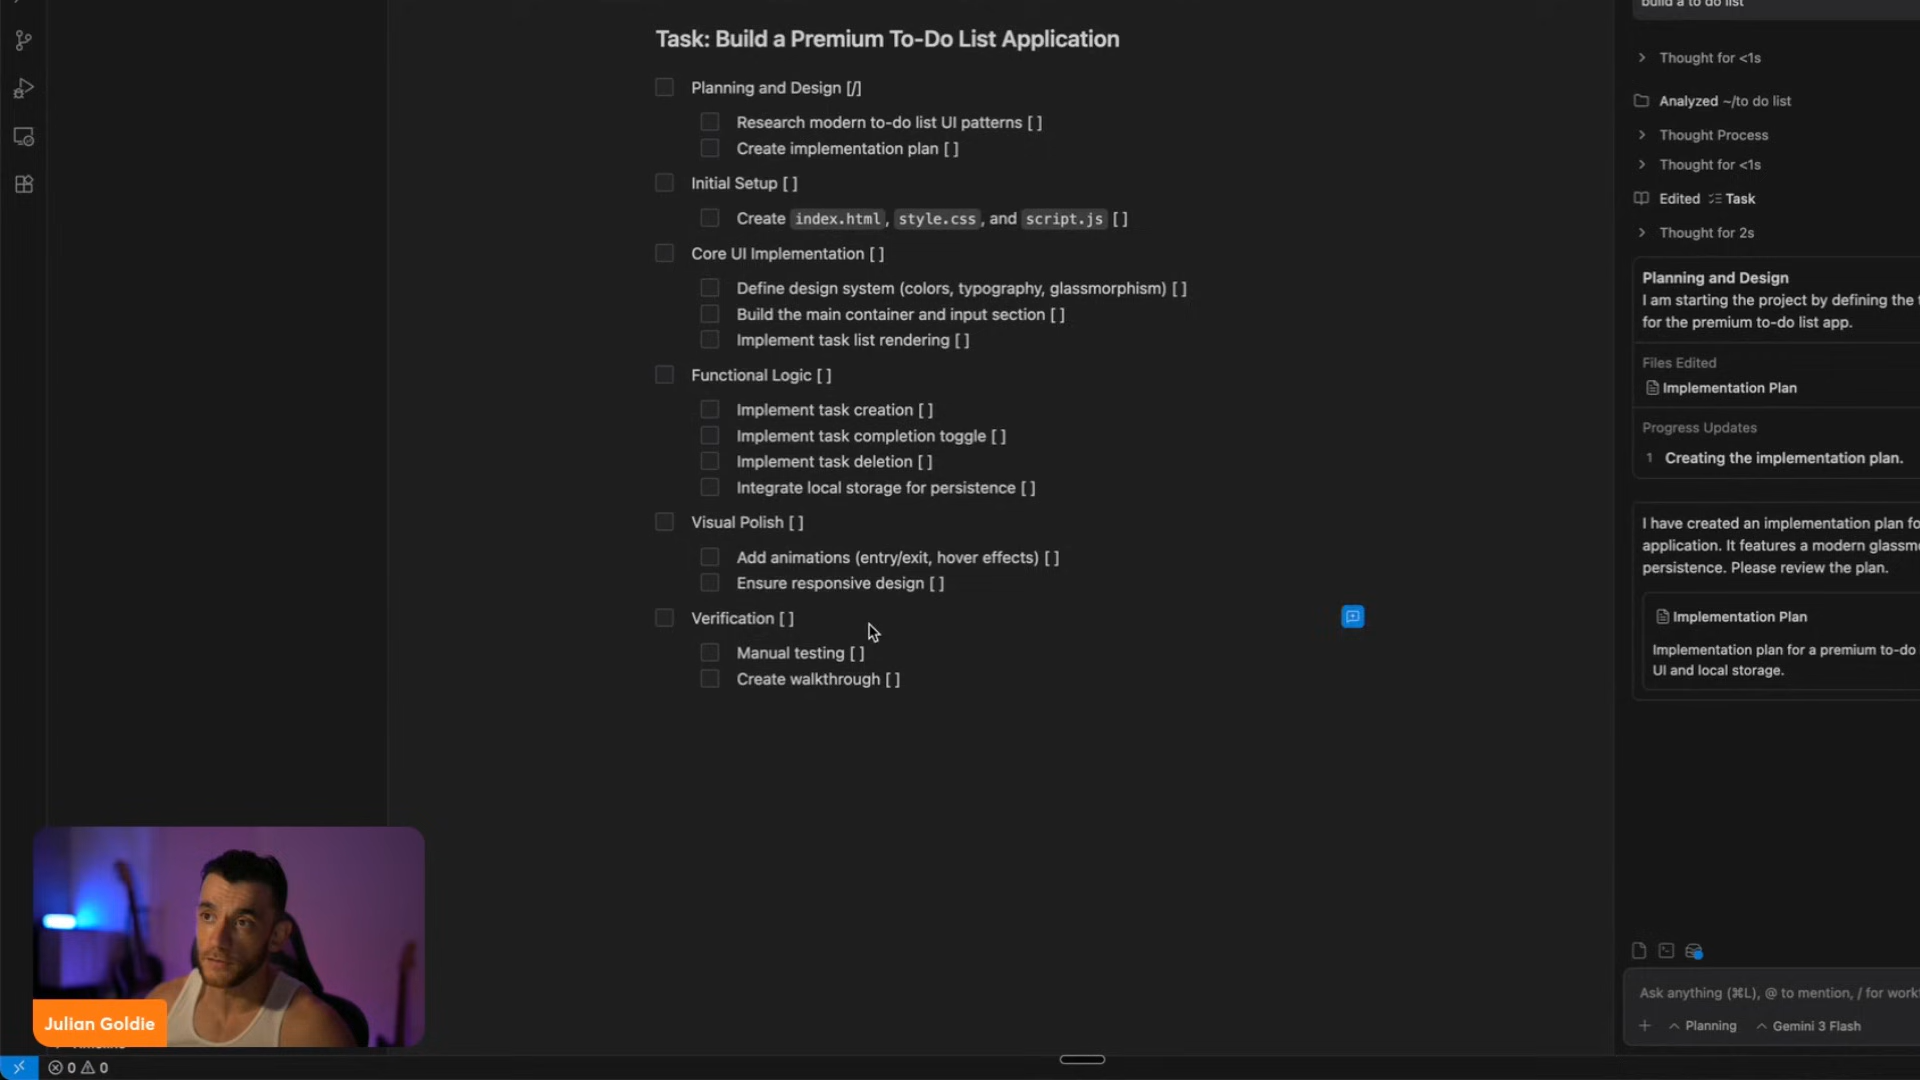 Task: Build a Premium To-Do List Application
Planning and Design [/]
Research modern to-do list UI patterns [ ]
Create implementation plan [ ]
Initial Setup [ ]
Create index.html, style.css, and script.js [ ]
Core UI Implementation [ ]
Define design system (colors, typography, glassmorphism) [ ]
Build the main container and input section [ ]
Implement task list rendering [ ]
Functional Logic [ ]
Implement task creation [ ]
Implement task completion toggle [ ]
Implement task deletion [ ]
Integrate local storage for persistence [ ]
Visual Polish [ ]
Add animations (entry/exit, hover effects) [ ]
Ensure responsive design [ ]
Verification [ ]
Manual testing [ ]
Create walkthrough [ ]
build a to do list
Thought for <1s
Analyzed ~/to do list
Thought Process
Thought for <1s
Edited Task
Thought for 2s
Planning and Design
I am starting the project by defining the
for the premium to-do list app.
Files Edited
Implementation Plan
Progress Updates
1 Creating the implementation plan.
I have created an implementation plan
application. It features a modern
persistence. Please review the plan.
Implementation Plan
Implementation plan for a premium to-do
UI and local storage.
Ask anything (⌘L), @ to mention, / for
Planning
Gemini 3 Flash
Julian Goldie
0 0